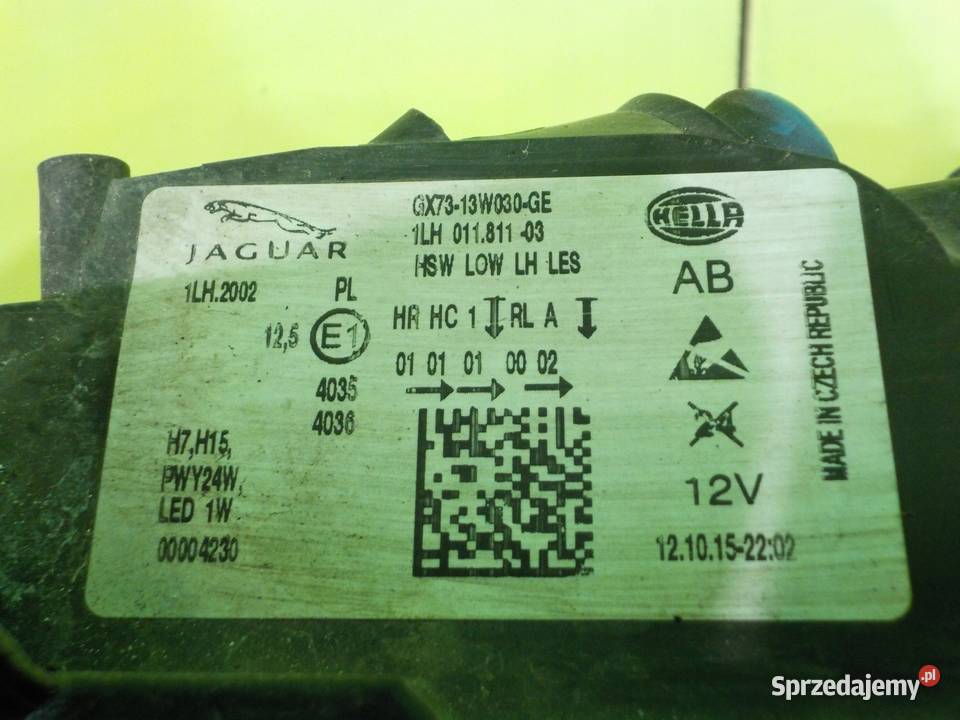 JAGUAR
GX73-13W030-GE
1LH 011.811-03
HSW LOW LH LES
HELLA
1LH.2002
PL
AB
12,5
E1
HR HC 1 RL A
01 01 01 00 02
4035
4036
H7,H15,
PWY24W,
LED 1W
00004230
12V
12.10.15-22:02
MADE IN CZECH REPUBLIC
Sprzedajemy.pl